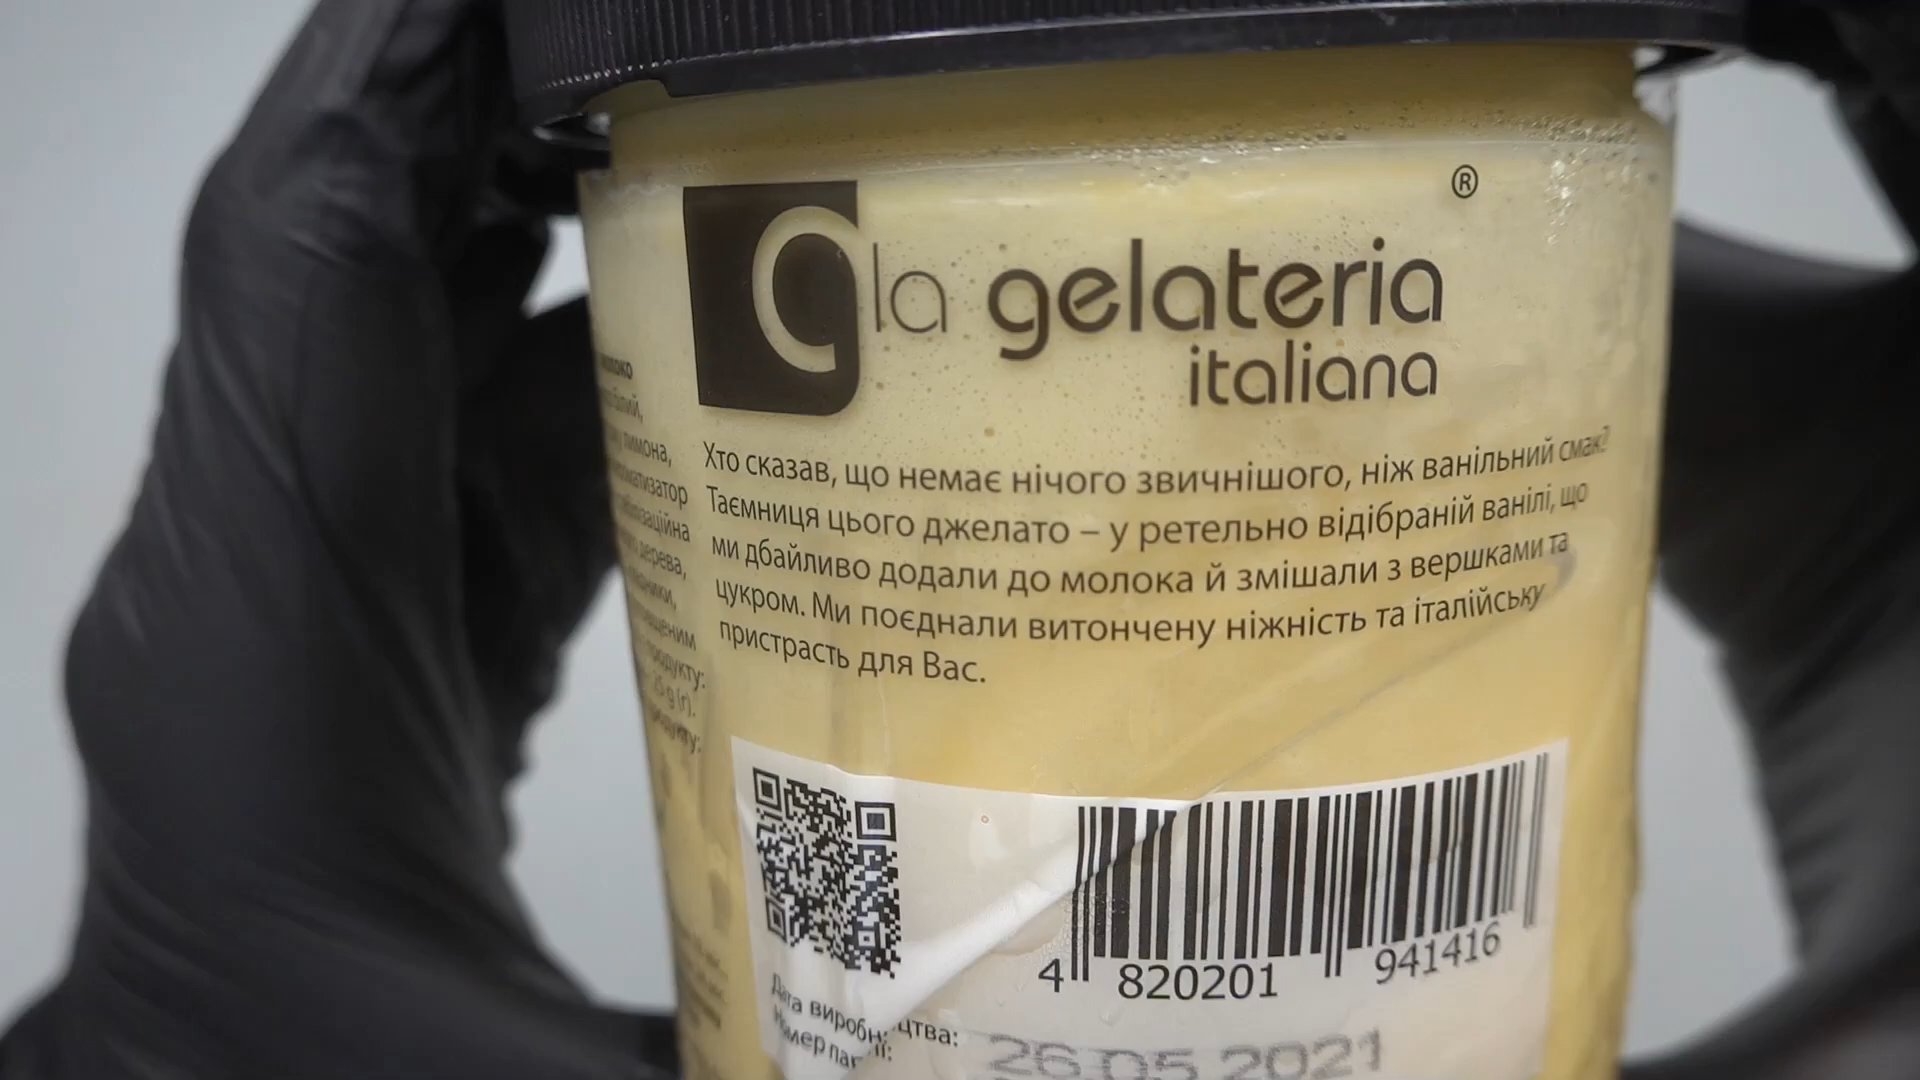 la gelateria
italiana
®
Хто сказав, що немає нічого звичнішого, ніж ванільний смак?
Таємниця цього джелато – у ретельно відібраній ванілі, що
ми дбайливо додали до молока й змішали з вершками та
цукром. Ми поєднали витончену ніжність та італійську
пристрасть для Вас.
лимона,
продукту:
4 820201 941416
Дата виробництва:
26.05.2021